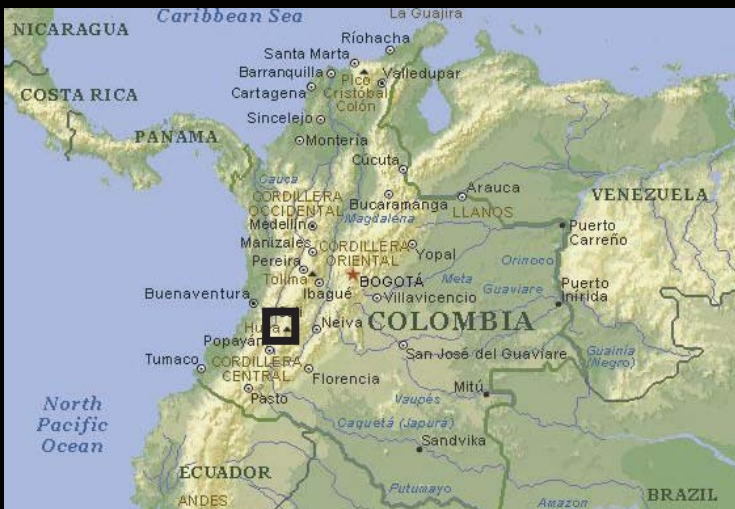 Caribbean Sea
La Guajira
NICARAGUA
Ríohacha
Santa Marta
Barranquilla
Pico
Cristóbal
Colón
Valledupar
Cartagena
COSTA RICA
Sincelejo
PANAMA
Montería
Cúcuta
Cauca
Arauca
CORDILLERA
OCCIDENTAL
Bucaramanga
VENEZUELA
LLANOS
Magdalena
Medellín
Puerto
Carreño
Manizales
CORDILLERA
ORIENTAL
Yopal
Pereira
Orinoco
Tolima
BOGOTÁ
Meta
Ibagué
Guaviare
Puerto
Inírida
Buenaventura
Villavicencio
Neiva
COLOMBIA
Popayán
San José del Guaviare
Guainía
(Negro)
Tumaco
CORDILLERA
CENTRAL
Florencia
Mitú
Pasto
Vaupés
North
Pacific
Ocean
Caquetá (Japura)
Sandvika
ECUADOR
Putumayo
ANDES
Amazon
BRAZIL